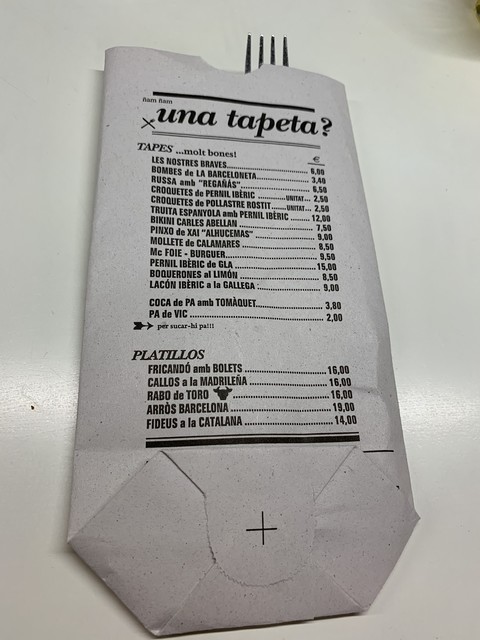 ñam ñam
una tapeta?
TAPES ...molt bones!
€
LES NOSTRES BRAVES 6,00
BOMBES de LA BARCELONETA 3,40
RUSSA amb "REGAÑÁS" 6,50
CROQUETES de PERNIL IBÈRIC UNITAT 2,50
CROQUETES de POLLASTRE ROSTIT UNITAT 2,50
TRUITA ESPANYOLA amb PERNIL IBÈRIC 12,00
BIKINI CARLES ABELLAN 7,50
PINXO de XAI "ALHUCEMAS" 9,00
MOLLETE de CALAMARES 8,50
Mc FOIE - BURGUER 9,50
PERNIL IBÈRIC de GLA 15,00
BOQUERONES al LIMÓN 8,50
LACÓN IBÈRIC a la GALLEGA 9,00
COCA de PA amb TOMÀQUET 3,80
PA de VIC 2,00
per sucar-hi pa!!!
PLATILLOS
FRICANDÓ amb BOLETS 16,00
CALLOS a la MADRILEÑA 16,00
RABO de TORO 16,00
ARRÒS BARCELONA 19,00
FIDEUS a la CATALANA 14,00